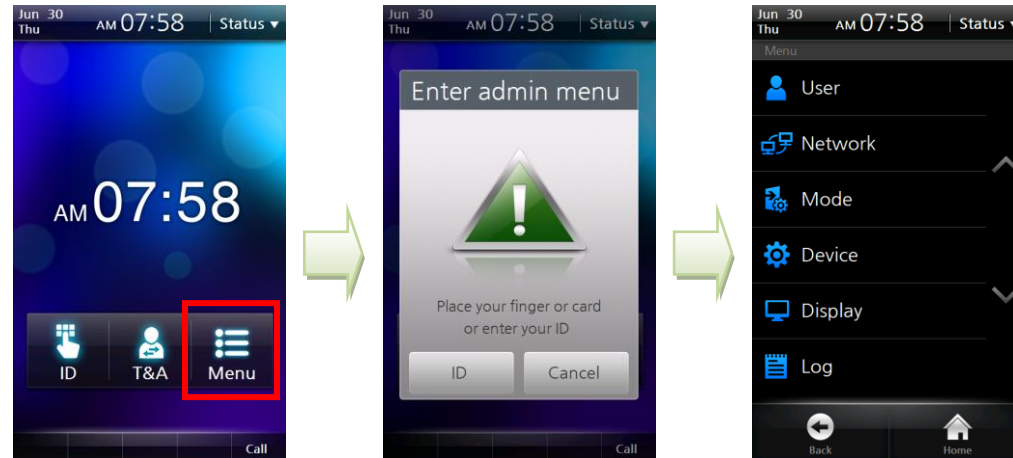 Jun 30
Thu
AM 07:58
Status ▼
AM 07:58
ID
T&A
Menu
Call
Jun 30
Thu
AM 07:58
Status ▼
Enter admin menu
Place your finger or card
or enter your ID
ID
Cancel
Call
Jun 30
Thu
AM 07:58
Status
Menu
User
Network
Mode
Device
Display
Log
Back
Home